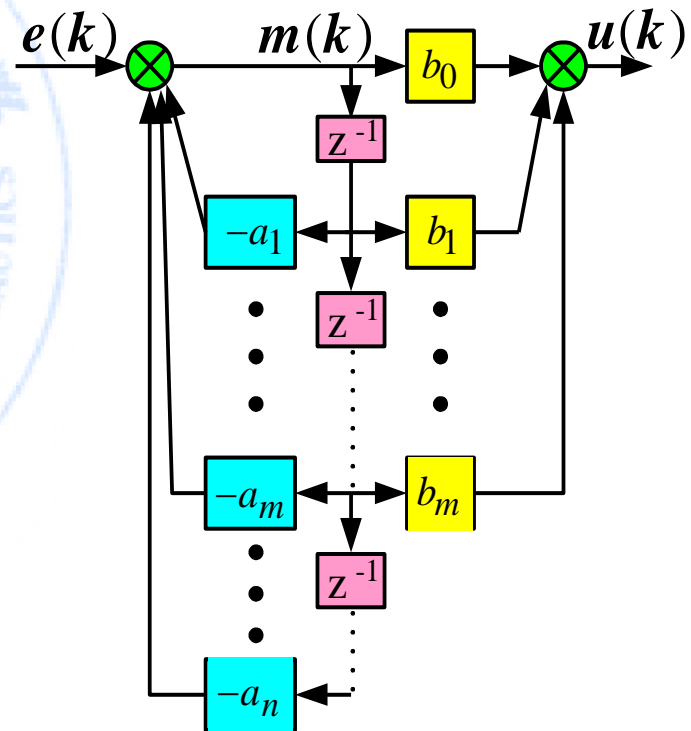 e(k) m(k) b₀ u(k)
z⁻¹
−a₁ b₁
z⁻¹
−aₘ bₘ
z⁻¹
−aₙ